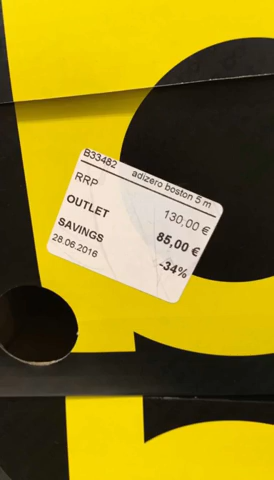 B33482 adizero boston 5 m
RRP 130,00 €
OUTLET 85,00 €
SAVINGS -34%
28.06.2016